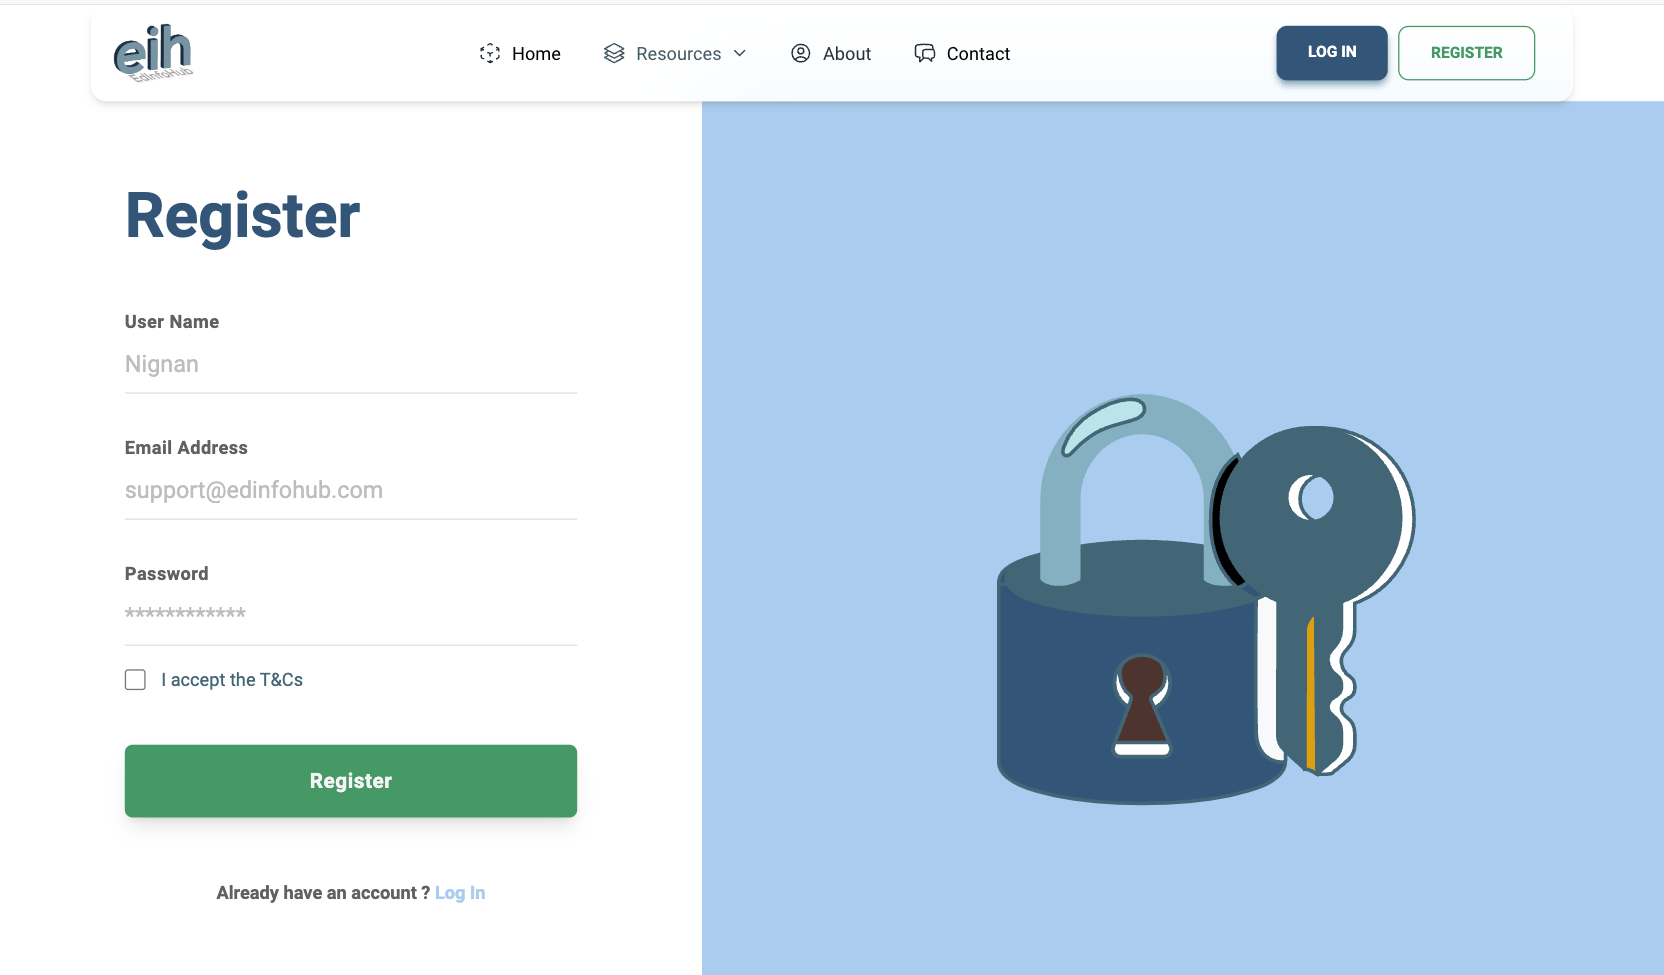 eih
EdInfoHub
Home
Resources
About
Contact
LOG IN
REGISTER
Register
User Name
Nignan
Email Address
support@edinfohub.com
Password
************
I accept the T&Cs
Register
Already have an account ? Log In